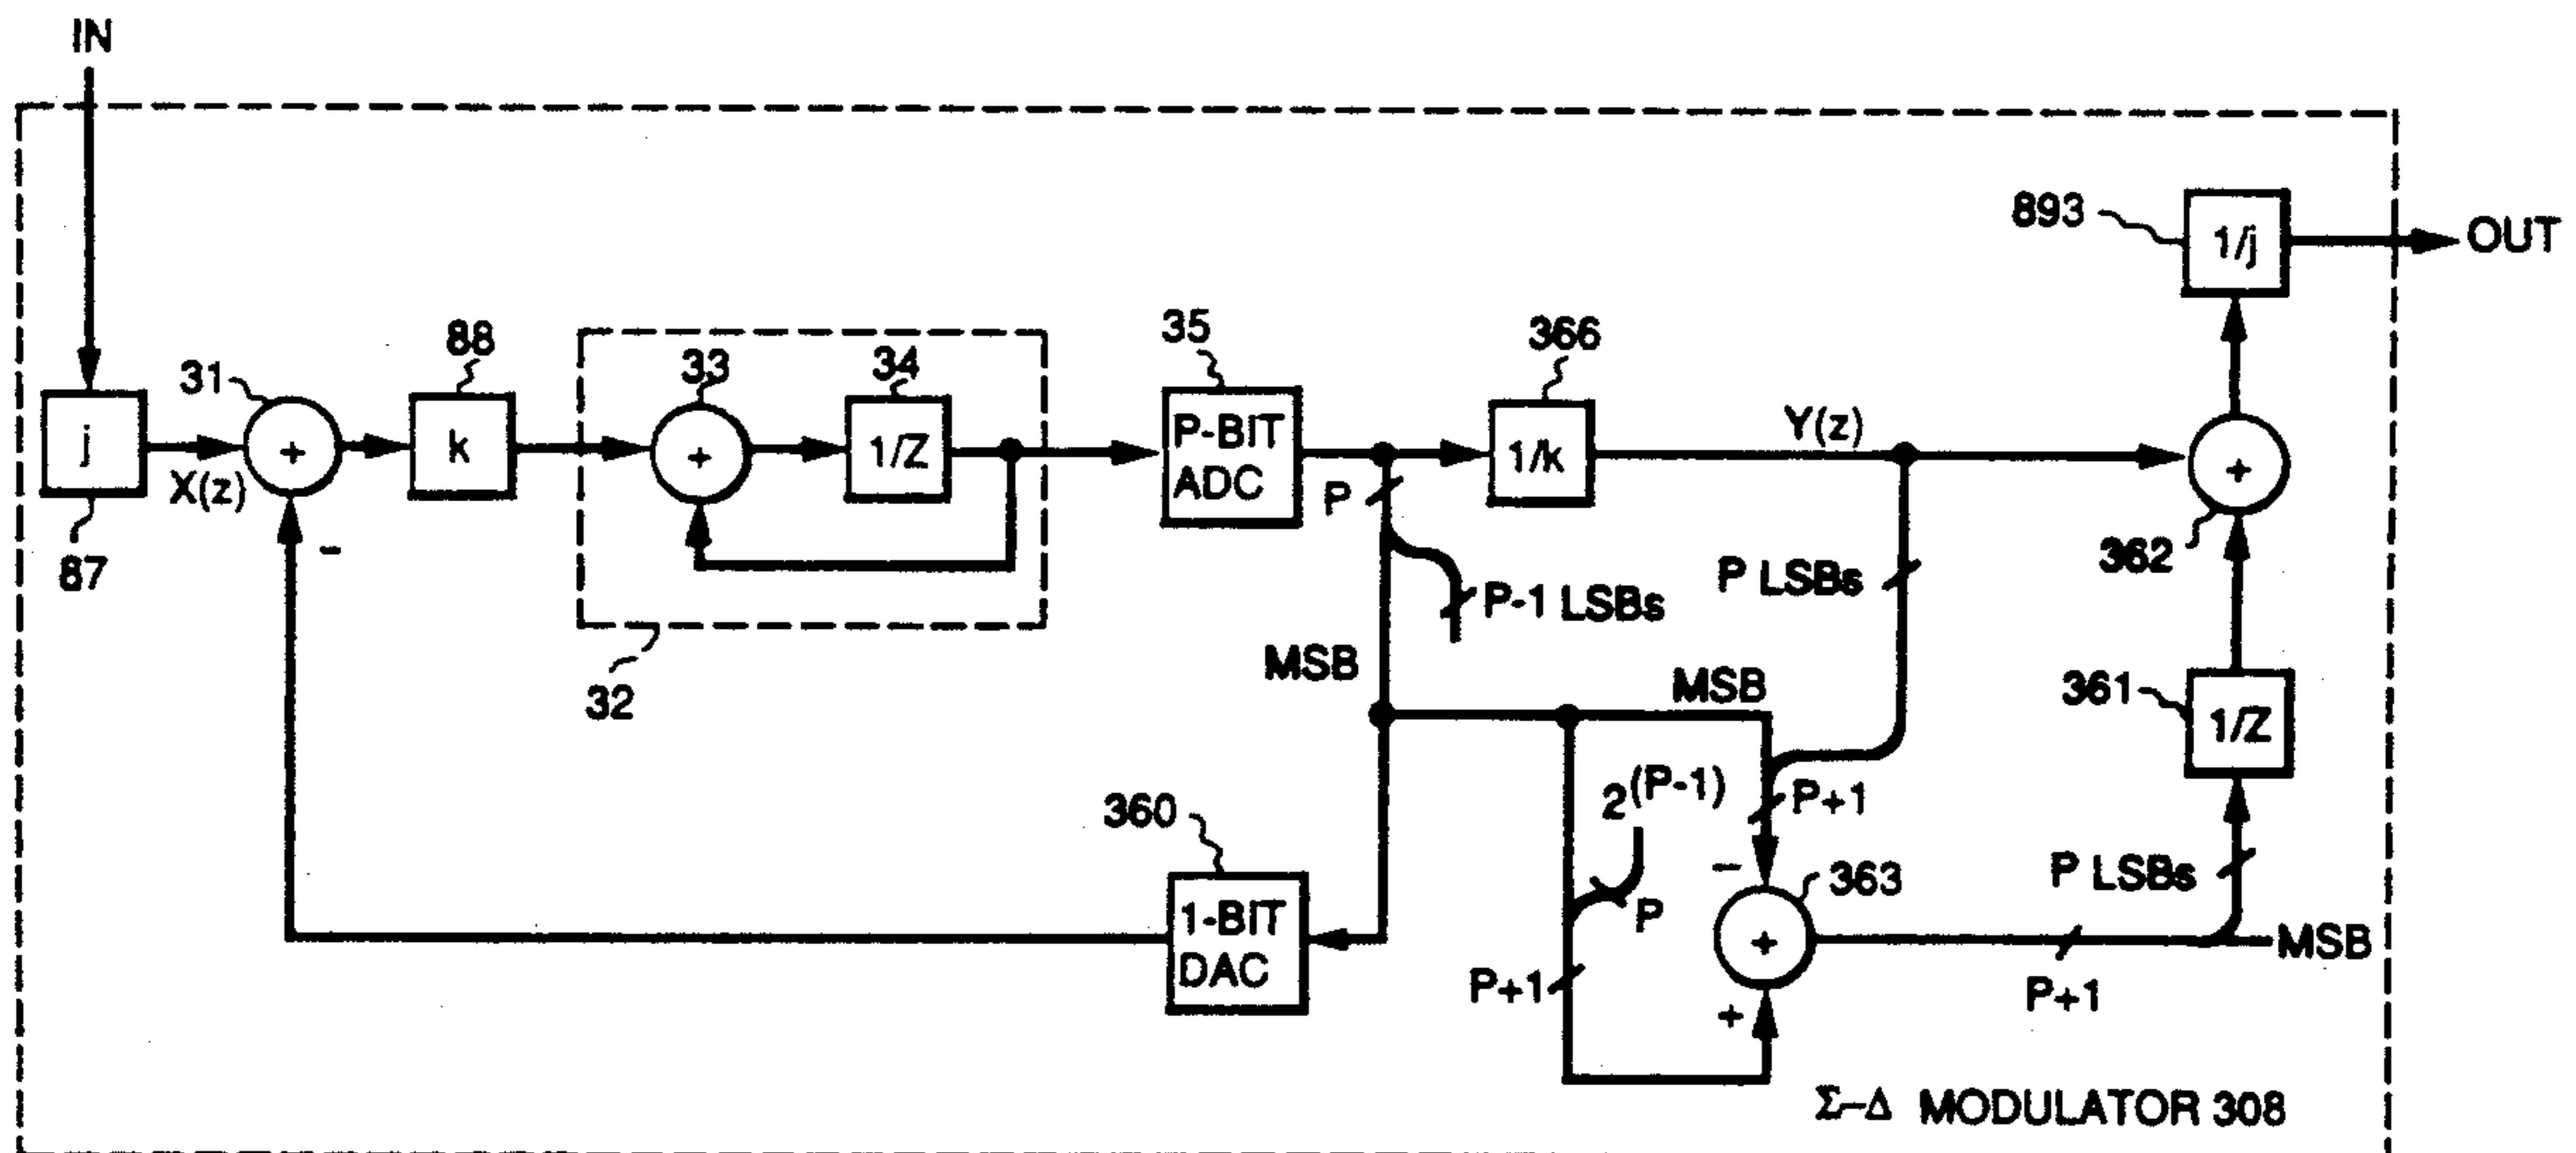 IN
893
1/j
OUT
31
88
33
34
35
366
j
X(z)
+
k
+
1/Z
P-BIT
ADC
1/k
Y(z)
+
-
87
P
362
P LSBs
P-1 LSBs
32
MSB
MSB
361
1/Z
2(P-1)
P+1
360
-
363
P LSBs
1-BIT
DAC
P
+
P+1
+
P+1
MSB
Σ-Δ MODULATOR 308